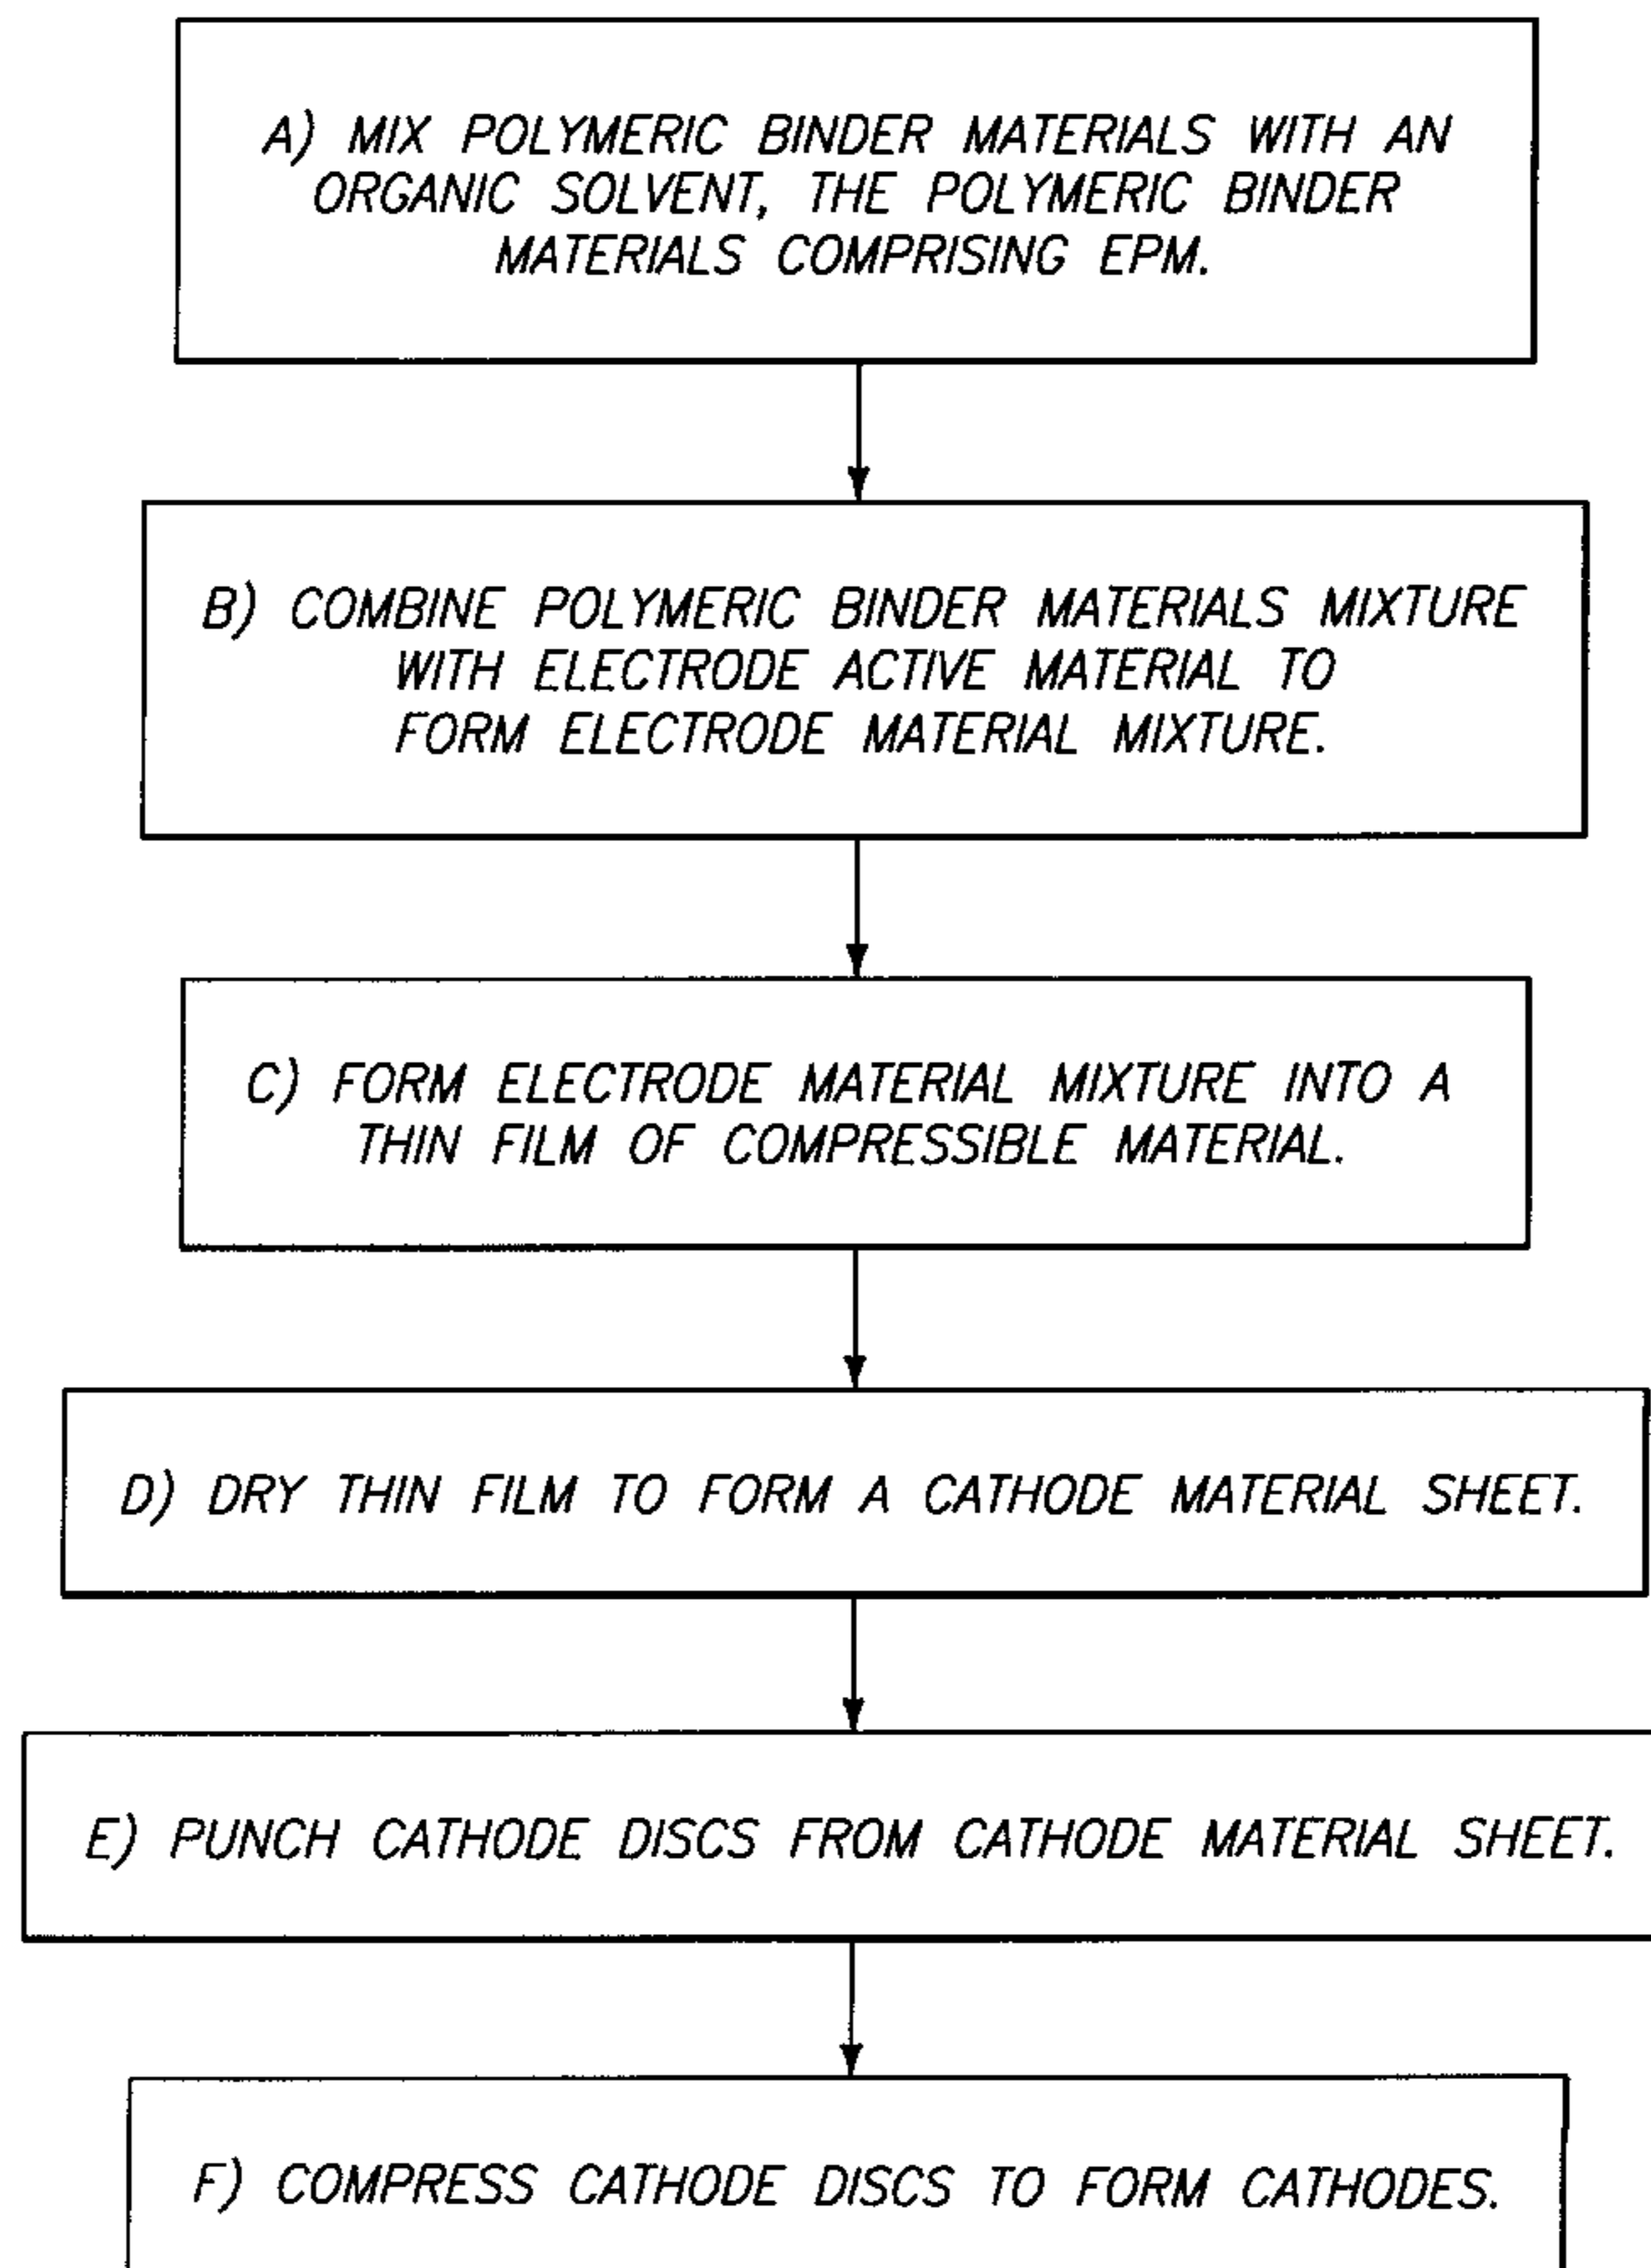 A) MIX POLYMERIC BINDER MATERIALS WITH AN
ORGANIC SOLVENT, THE POLYMERIC BINDER
MATERIALS COMPRISING EPM.
B) COMBINE POLYMERIC BINDER MATERIALS MIXTURE
WITH ELECTRODE ACTIVE MATERIAL TO
FORM ELECTRODE MATERIAL MIXTURE.
C) FORM ELECTRODE MATERIAL MIXTURE INTO A
THIN FILM OF COMPRESSIBLE MATERIAL.
D) DRY THIN FILM TO FORM A CATHODE MATERIAL SHEET.
E) PUNCH CATHODE DISCS FROM CATHODE MATERIAL SHEET.
F) COMPRESS CATHODE DISCS TO FORM CATHODES.